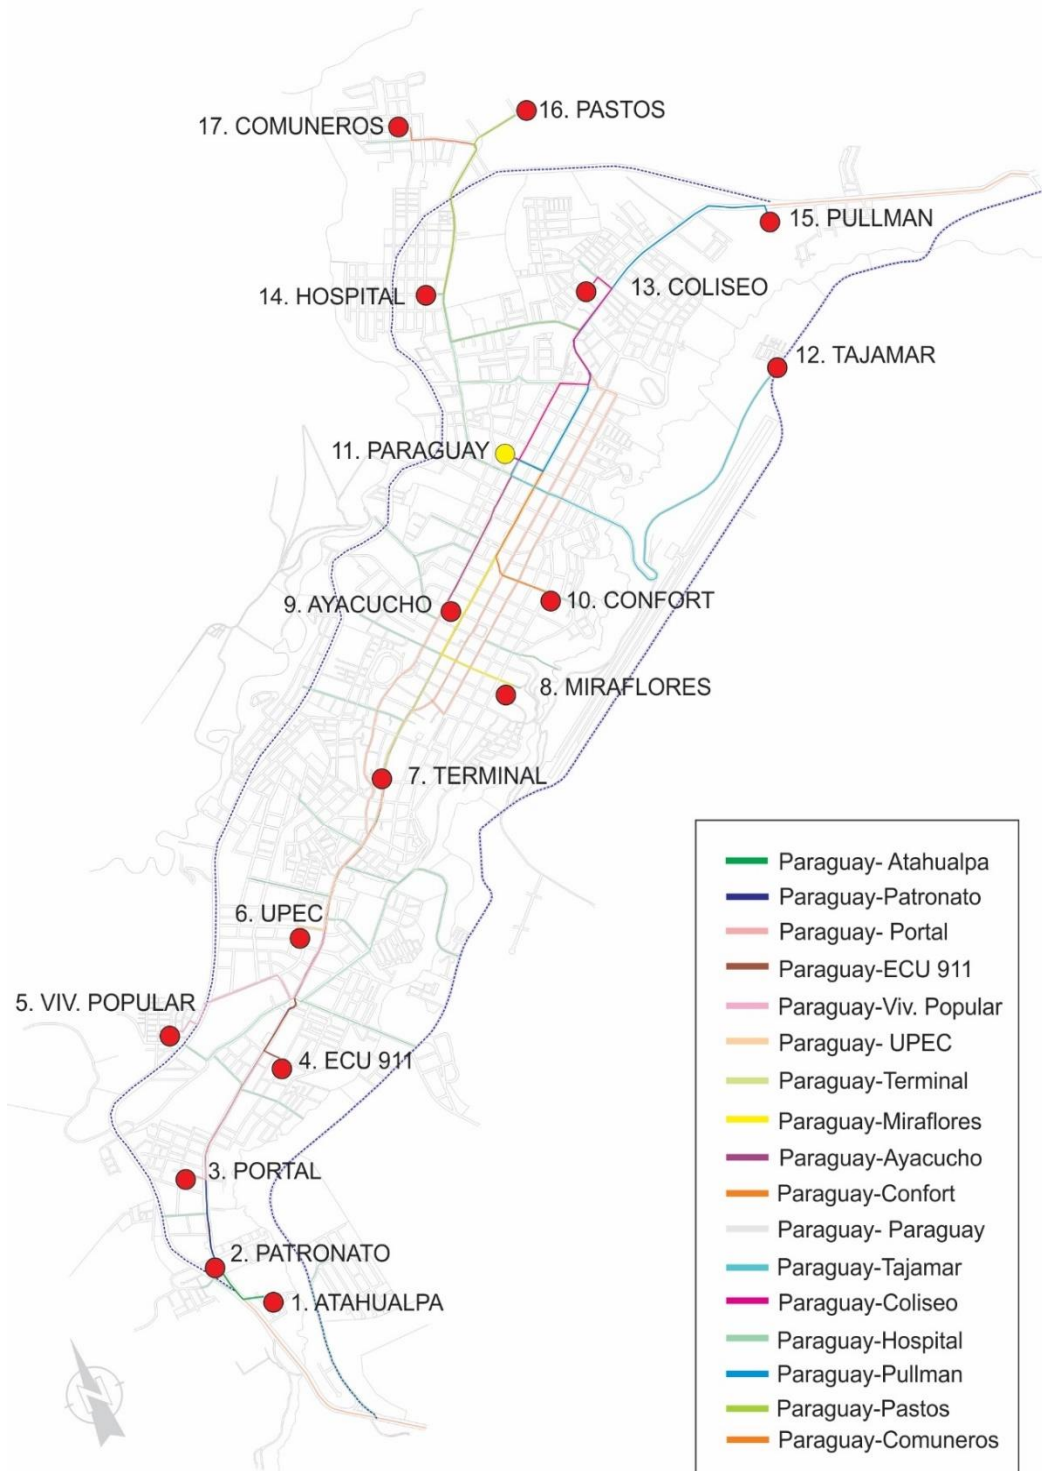 16. PASTOS
17. COMUNEROS
15. PULLMAN
13. COLISEO
14. HOSPITAL
12. TAJAMAR
11. PARAGUAY
10. CONFORT
9. AYACUCHO
8. MIRAFLORES
7. TERMINAL
6. UPEC
5. VIV. POPULAR
4. ECU 911
3. PORTAL
2. PATRONATO
1. ATAHUALPA
Paraguay- Atahualpa
Paraguay-Patronato
Paraguay- Portal
Paraguay-ECU 911
Paraguay-Viv. Popular
Paraguay- UPEC
Paraguay-Terminal
Paraguay-Miraflores
Paraguay-Ayacucho
Paraguay-Confort
Paraguay- Paraguay
Paraguay-Tajamar
Paraguay-Coliseo
Paraguay-Hospital
Paraguay-Pullman
Paraguay-Pastos
Paraguay-Comuneros